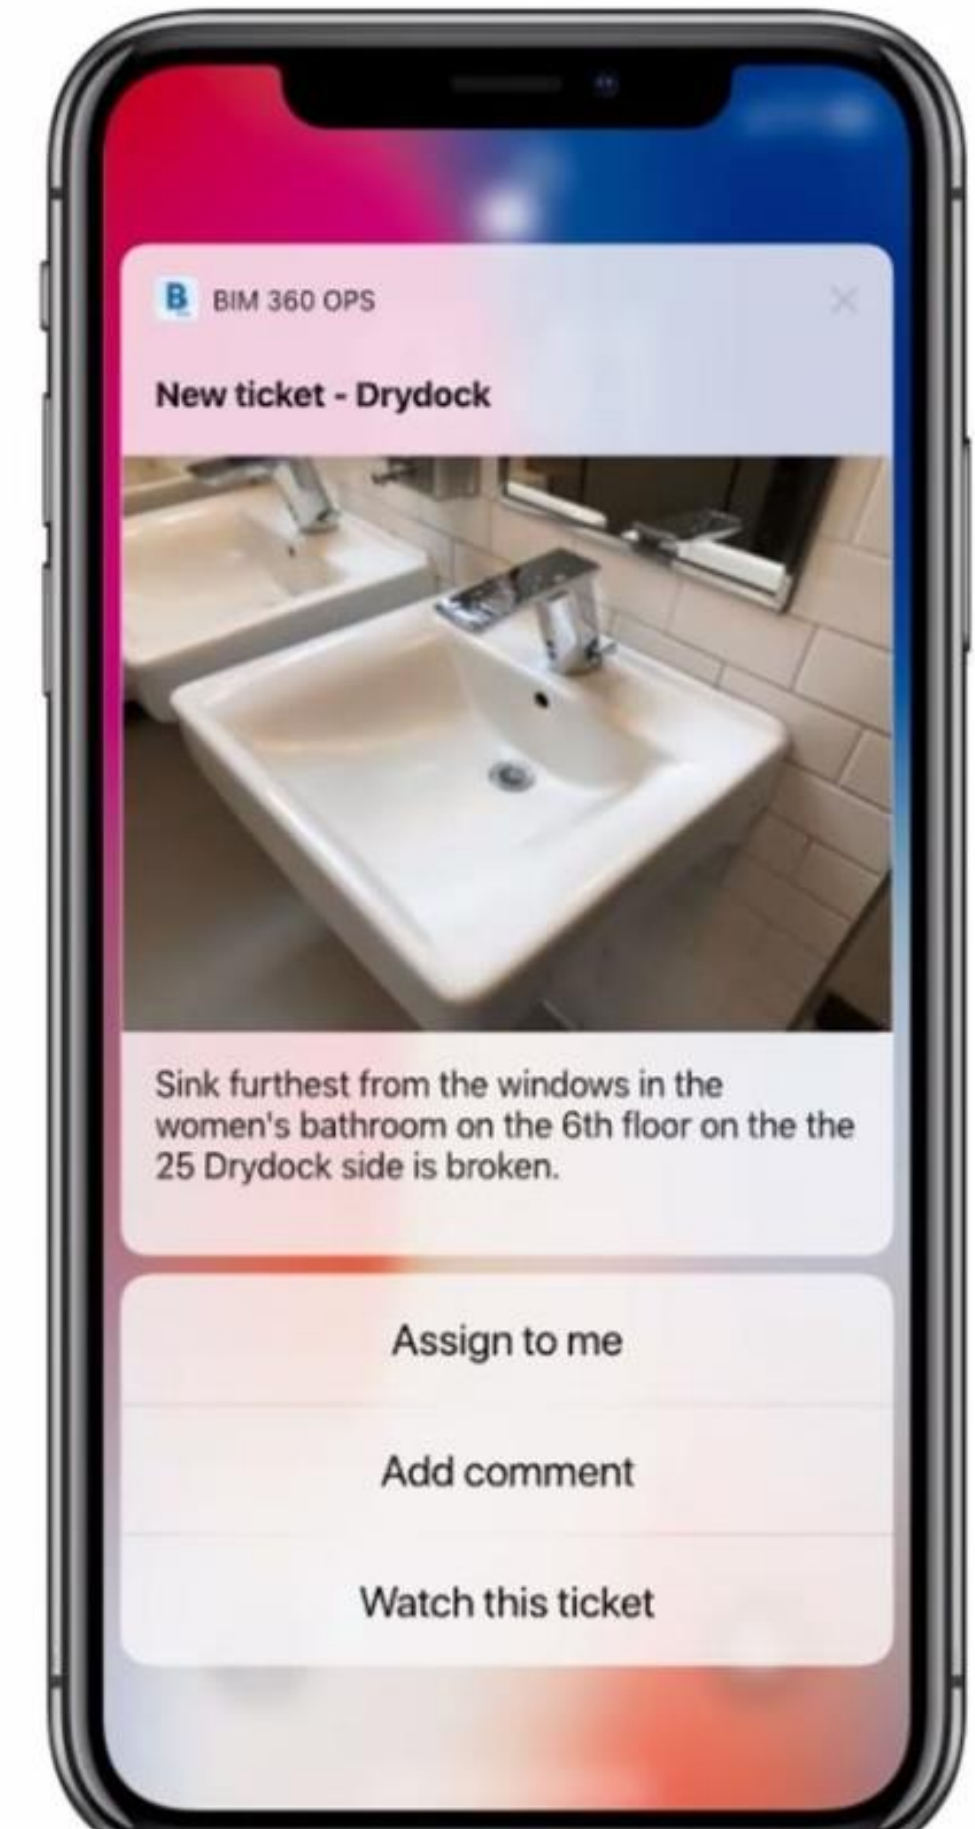 B
BIM 360 OPS
New ticket - Drydock
Sink furthest from the windows in the
women's bathroom on the 6th floor on the the
25 Drydock side is broken.
Assign to me
Add comment
Watch this ticket